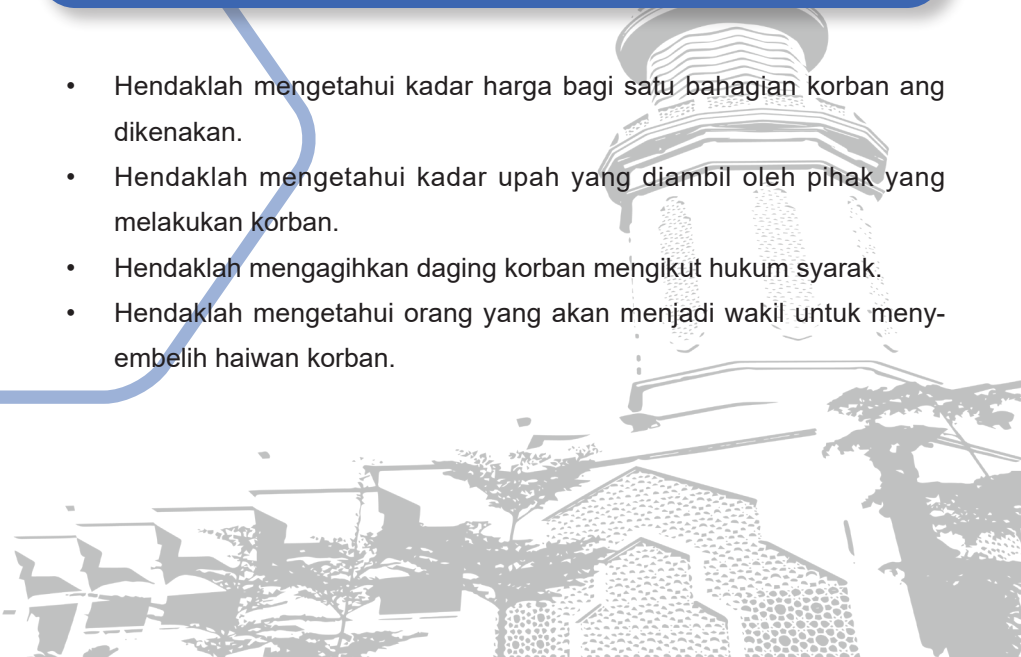 • Hendaklah mengetahui kadar harga bagi satu bahagian korban ang
dikenakan.
• Hendaklah mengetahui kadar upah yang diambil oleh pihak yang
melakukan korban.
• Hendaklah mengagihkan daging korban mengikut hukum syarak.
• Hendaklah mengetahui orang yang akan menjadi wakil untuk meny-
embelih haiwan korban.